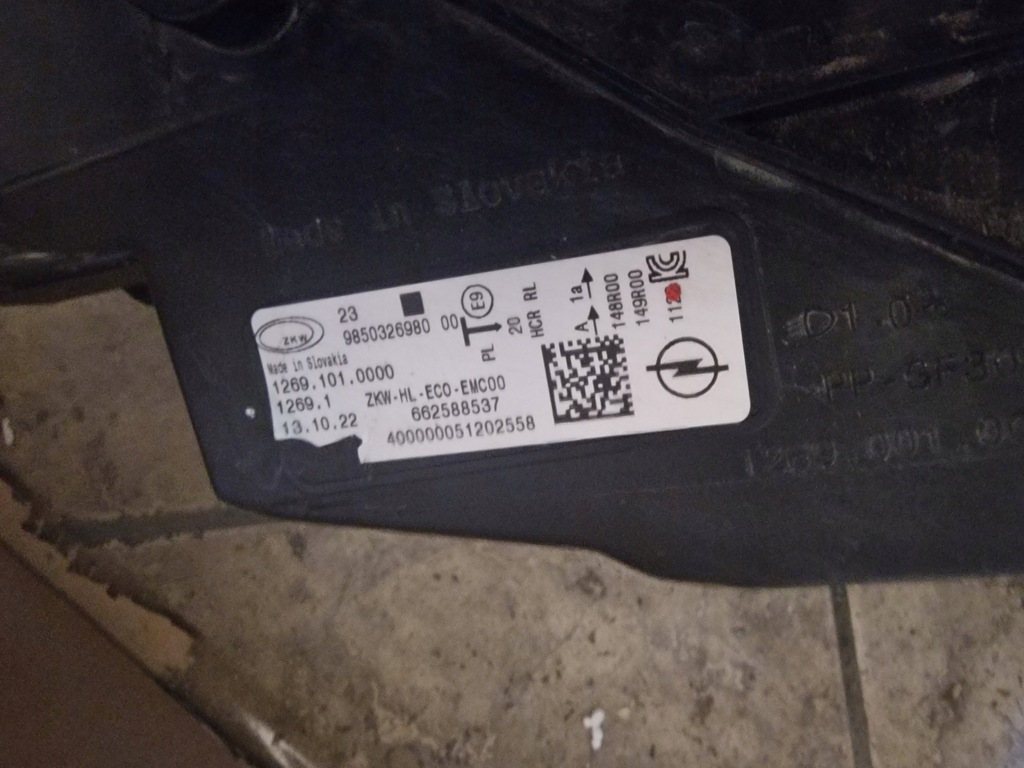 Made in Slovakia
ZKW
23
9850326980 00
E9
Made in Slovakia
1269.101.0000
1269.1
13.10.22
ZKW-HL-ECO-EMC00
662588537
400000051202558
PL
20
HCR RL
A
1a
148R00
149R00